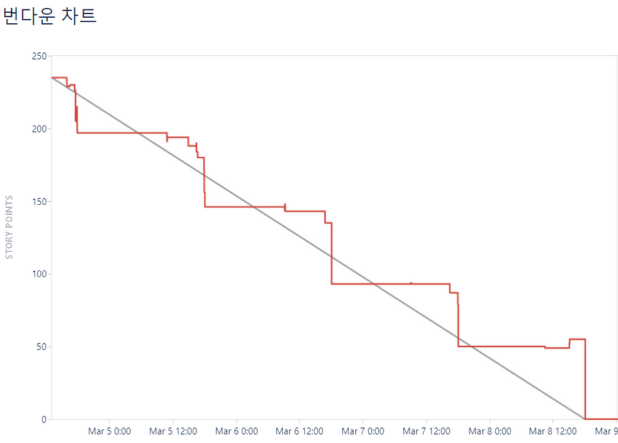 번다운 차트
250
200
150
100
50
0
STORY POINTS
Mar 5 0:00
Mar 5 12:00
Mar 6 0:00
Mar 6 12:00
Mar 7 0:00
Mar 7 12:00
Mar 8 0:00
Mar 8 12:00
Mar 9